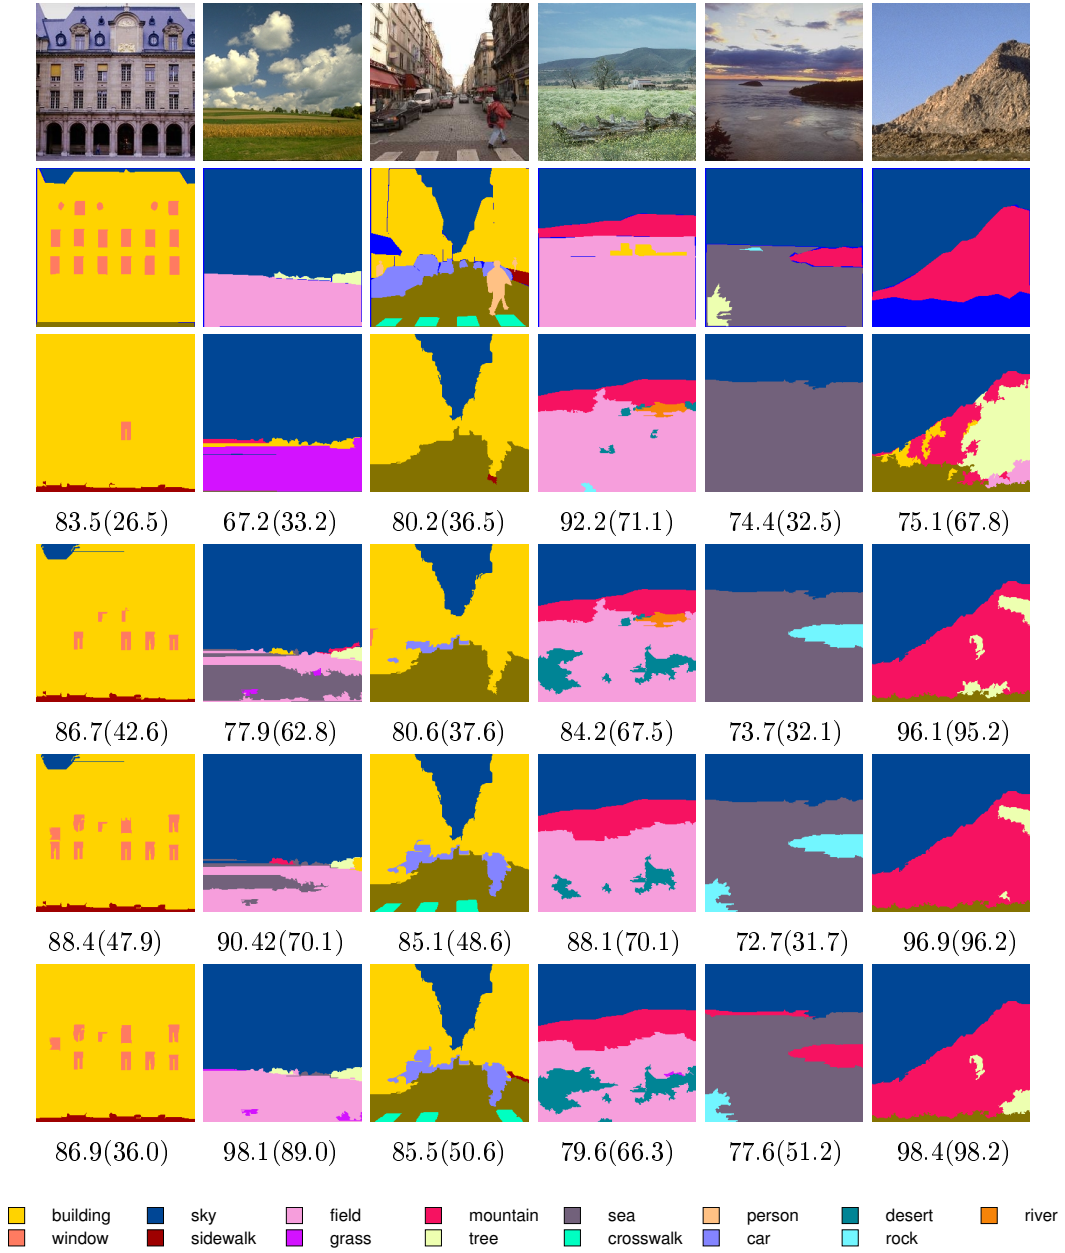 83.5(26.5) 67.2(33.2) 80.2(36.5) 92.2(71.1) 74.4(32.5) 75.1(67.8)
86.7(42.6) 77.9(62.8) 80.6(37.6) 84.2(67.5) 73.7(32.1) 96.1(95.2)
88.4(47.9) 90.42(70.1) 85.1(48.6) 88.1(70.1) 72.7(31.7) 96.9(96.2)
86.9(36.0) 98.1(89.0) 85.5(50.6) 79.6(66.3) 77.6(51.2) 98.4(98.2)
building sky field mountain sea person desert river
window sidewalk grass tree crosswalk car rock